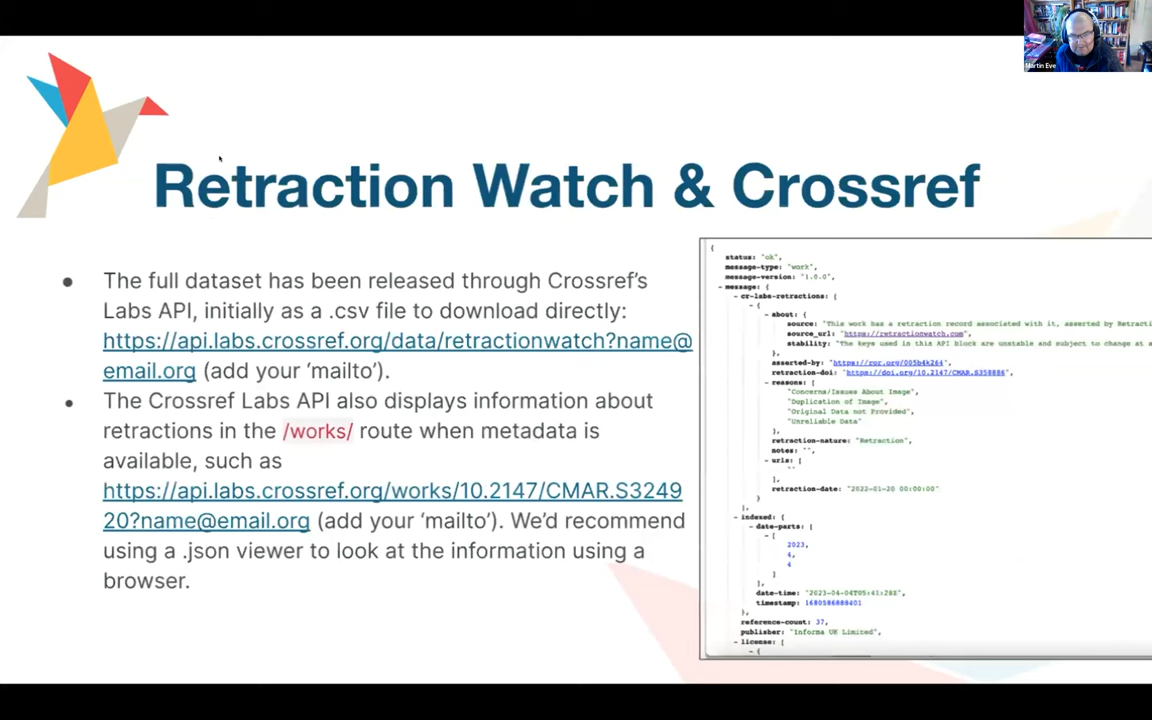 Martin Eve
Retraction Watch & Crossref
● The full dataset has been released through Crossref's
Labs API, initially as a .csv file to download directly:
https://api.labs.crossref.org/data/retractionwatch?name@
email.org (add your 'mailto').
● The Crossref Labs API also displays information about
retractions in the /works/ route when metadata is
available, such as
https://api.labs.crossref.org/works/10.2147/CMAR.S3249
20?name@email.org (add your 'mailto'). We'd recommend
using a .json viewer to look at the information using a
browser.
{
status: "ok",
message-type: "work",
message-version: "1.0.0",
- message: {
- cr-labs-retractions: [
- {
- about: {
source: "This work has a retraction record associated with it, asserted by Retracti
source_url: "https://retractionwatch.com",
stability: "The keys used in this API block are unstable and subject to change at a
},
asserted-by: "https://ror.org/005b4k264",
retraction-doi: "https://doi.org/10.2147/CMAR.S358886",
- reasons: [
"Concerns/Issues About Image",
"Duplication of Image",
"Original Data not Provided",
"Unreliable Data"
],
retraction-nature: "Retraction",
notes: "",
- urls: [
""
],
retraction-date: "2022-01-20 00:00:00"
}
],
- indexed: {
- date-parts: [
- [
2023,
4,
4
]
],
date-time: "2023-04-04T05:41:28Z",
timestamp: 1680586888401
},
reference-count: 37,
publisher: "Informa UK Limited",
- license: [
- {